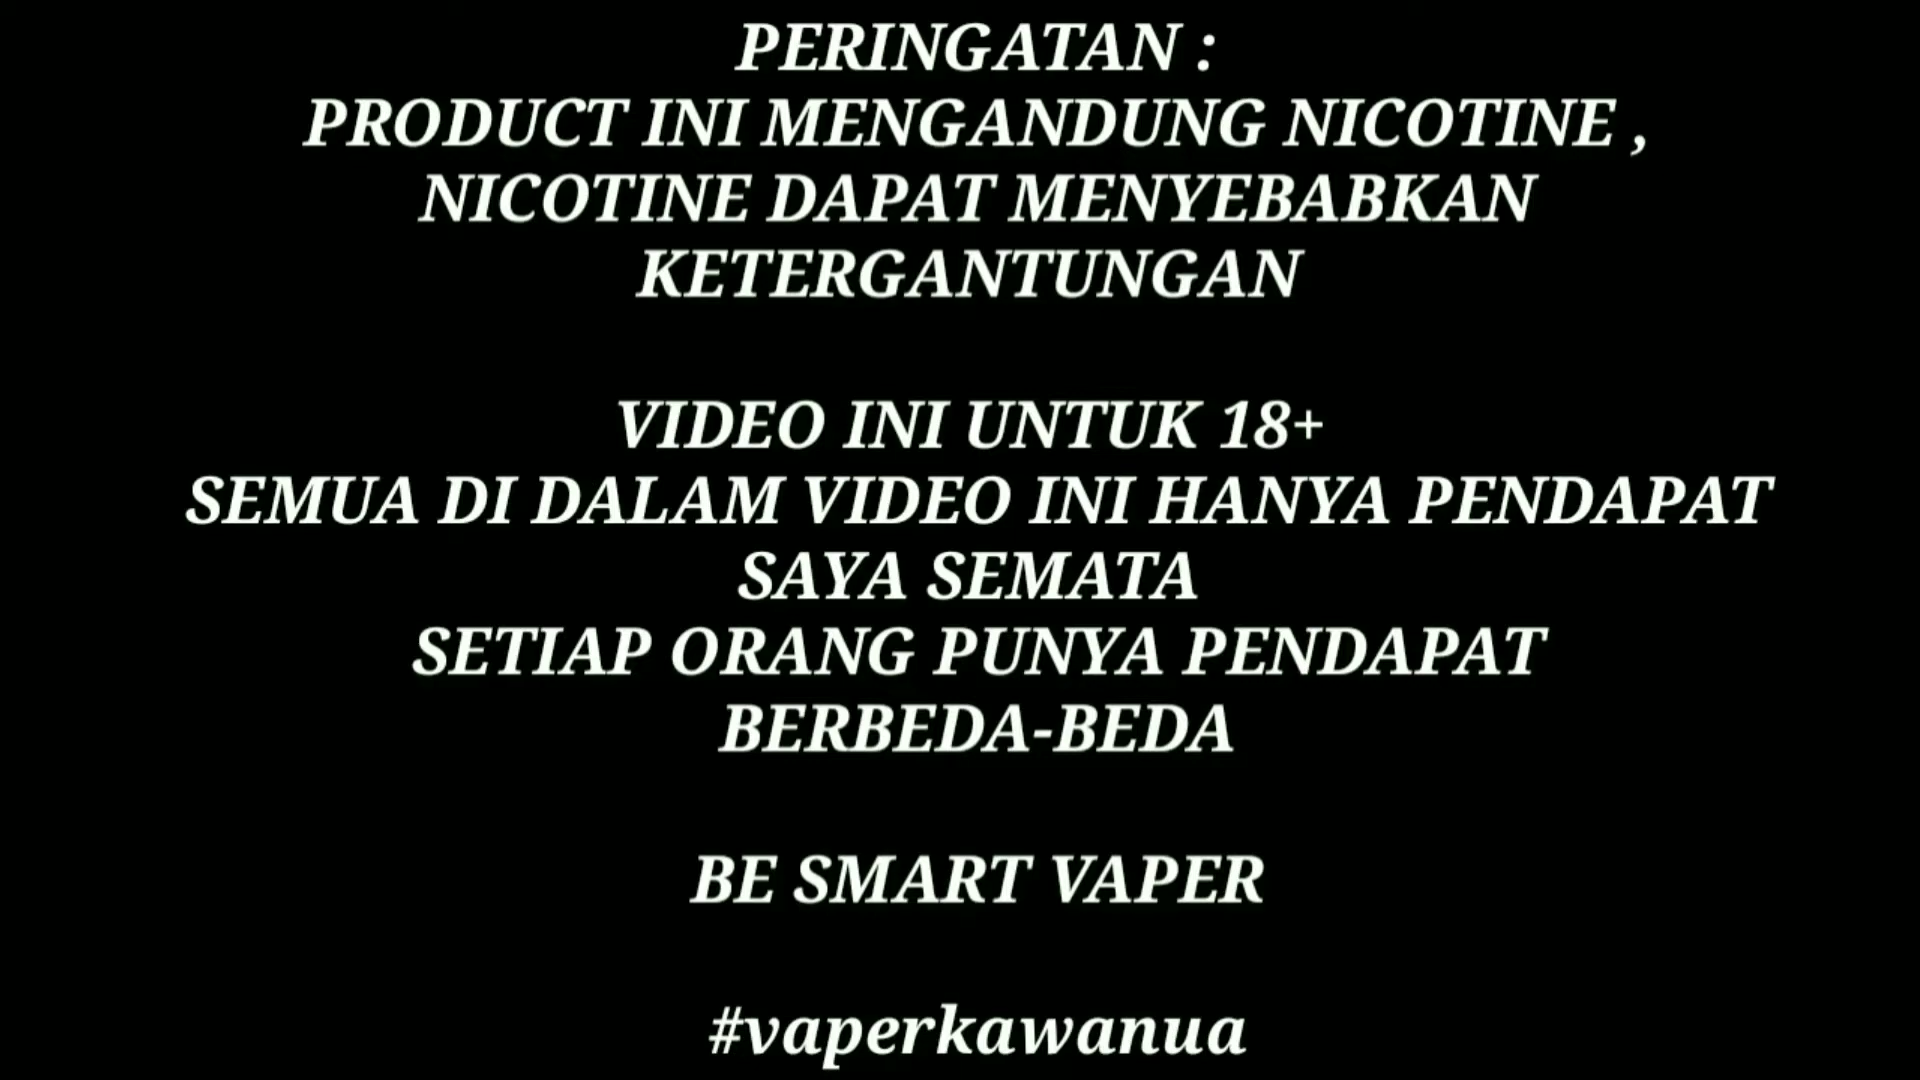 PERINGATAN :
PRODUCT INI MENGANDUNG NICOTINE ,
NICOTINE DAPAT MENYEBABKAN
KETERGANTUNGAN
VIDEO INI UNTUK 18+
SEMUA DI DALAM VIDEO INI HANYA PENDAPAT
SAYA SEMATA
SETIAP ORANG PUNYA PENDAPAT
BERBEDA-BEDA
BE SMART VAPER
#vaperkawanua